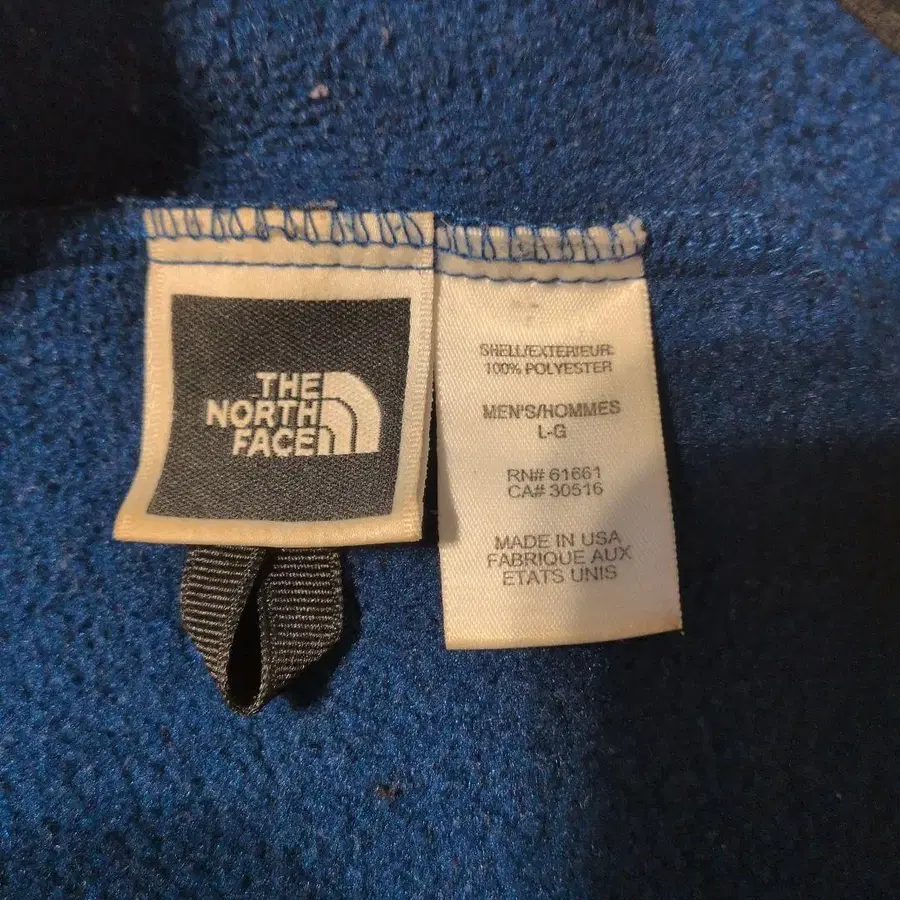 THE
NORTH
FACE
SHELL/EXTERIEUR:
100% POLYESTER
MEN'S/HOMMES
L-G
RN# 61661
CA# 30516
MADE IN USA
FABRIQUE AUX
ETATS UNIS